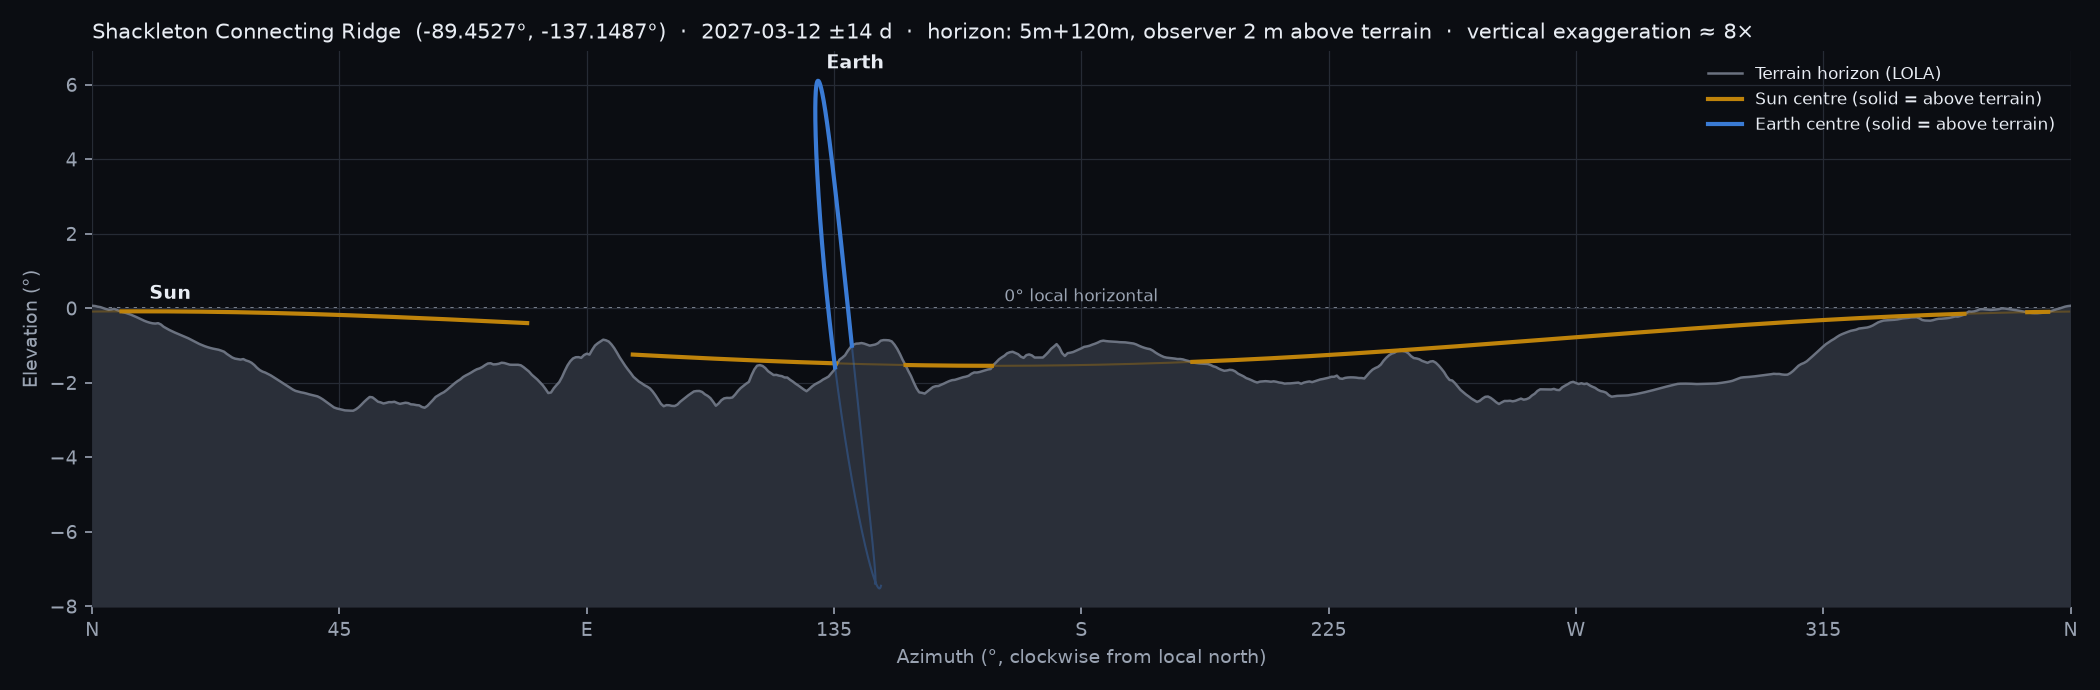 Shackleton Connecting Ridge (-89.4527°, -137.1487°) · 2027-03-12 ±14 d · horizon: 5m+120m, observer 2 m above terrain · vertical exaggeration ≈ 8×
Earth
Terrain horizon (LOLA)
Sun centre (solid = above terrain)
Earth centre (solid = above terrain)
Sun
0° local horizontal
Elevation (°)
6
4
2
0
−2
−4
−6
−8
N 45 E 135 S 225 W 315 N
Azimuth (°, clockwise from local north)